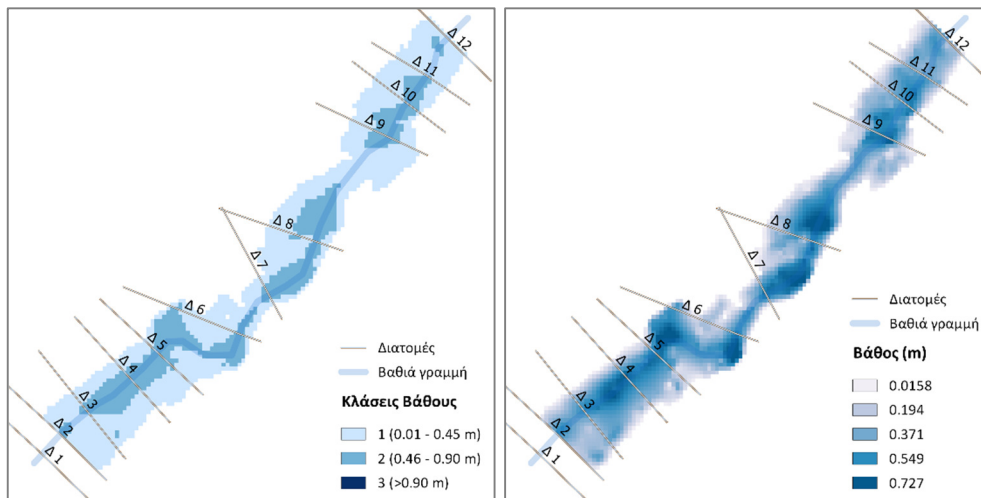 Δ 12
Δ 11
Δ 10
Δ 9
Δ 8
Δ 7
Δ 6
Δ 5
Δ 4
Δ 3
Δ 2
Δ 1
Διατομές
Βαθιά γραμμή
Κλάσεις Βάθους
1 (0.01 - 0.45 m)
2 (0.46 - 0.90 m)
3 (>0.90 m)
Δ 12
Δ 11
Δ 10
Δ 9
Δ 8
Δ 7
Δ 6
Δ 5
Δ 4
Δ 3
Δ 2
Δ 1
Διατομές
Βαθιά γραμμή
Βάθος (m)
0.0158
0.194
0.371
0.549
0.727